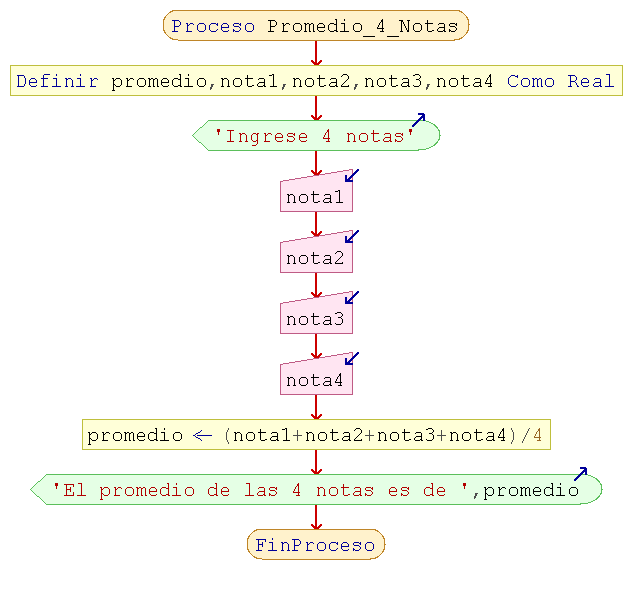 Proceso Promedio_4_Notas
Definir promedio,nota1,nota2,nota3,nota4 Como Real
'Ingrese 4 notas'
nota1
nota2
nota3
nota4
promedio ← (nota1+nota2+nota3+nota4)/4
'El promedio de las 4 notas es de ',promedio
FinProceso